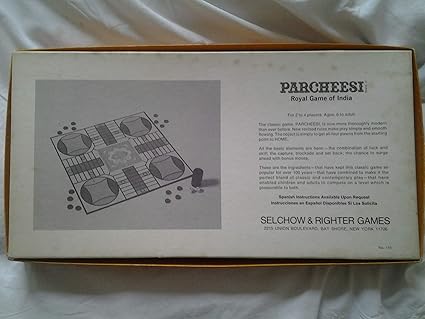 PARCHEESI
Royal Game of India
For 2 to 4 players: Ages: 6 to adult
The classic game, PARCHEESI, is now more thoroughly modern
than ever before. New revised rules make play simple and smooth
flowing. The object is simply to get all four pawns from the starting
point to HOME.
All the basic elements are here—the combination of luck and
skill, the capture, blockade and set back; the chance to surge
ahead with bonus moves.
These are the ingredients—that have kept this classic game so
popular for over 100 years—that have combined to make it the
perfect blend of classic and contemporary play—that have
enabled children and adults to compete on a level which is
pleasurable to both.
Spanish Instructions Available Upon Request
Instrucciones en Español Disponibles Si Los Solicita
SELCHOW & RIGHTER GAMES
2215 UNION BOULEVARD, BAY SHORE, NEW YORK 11706